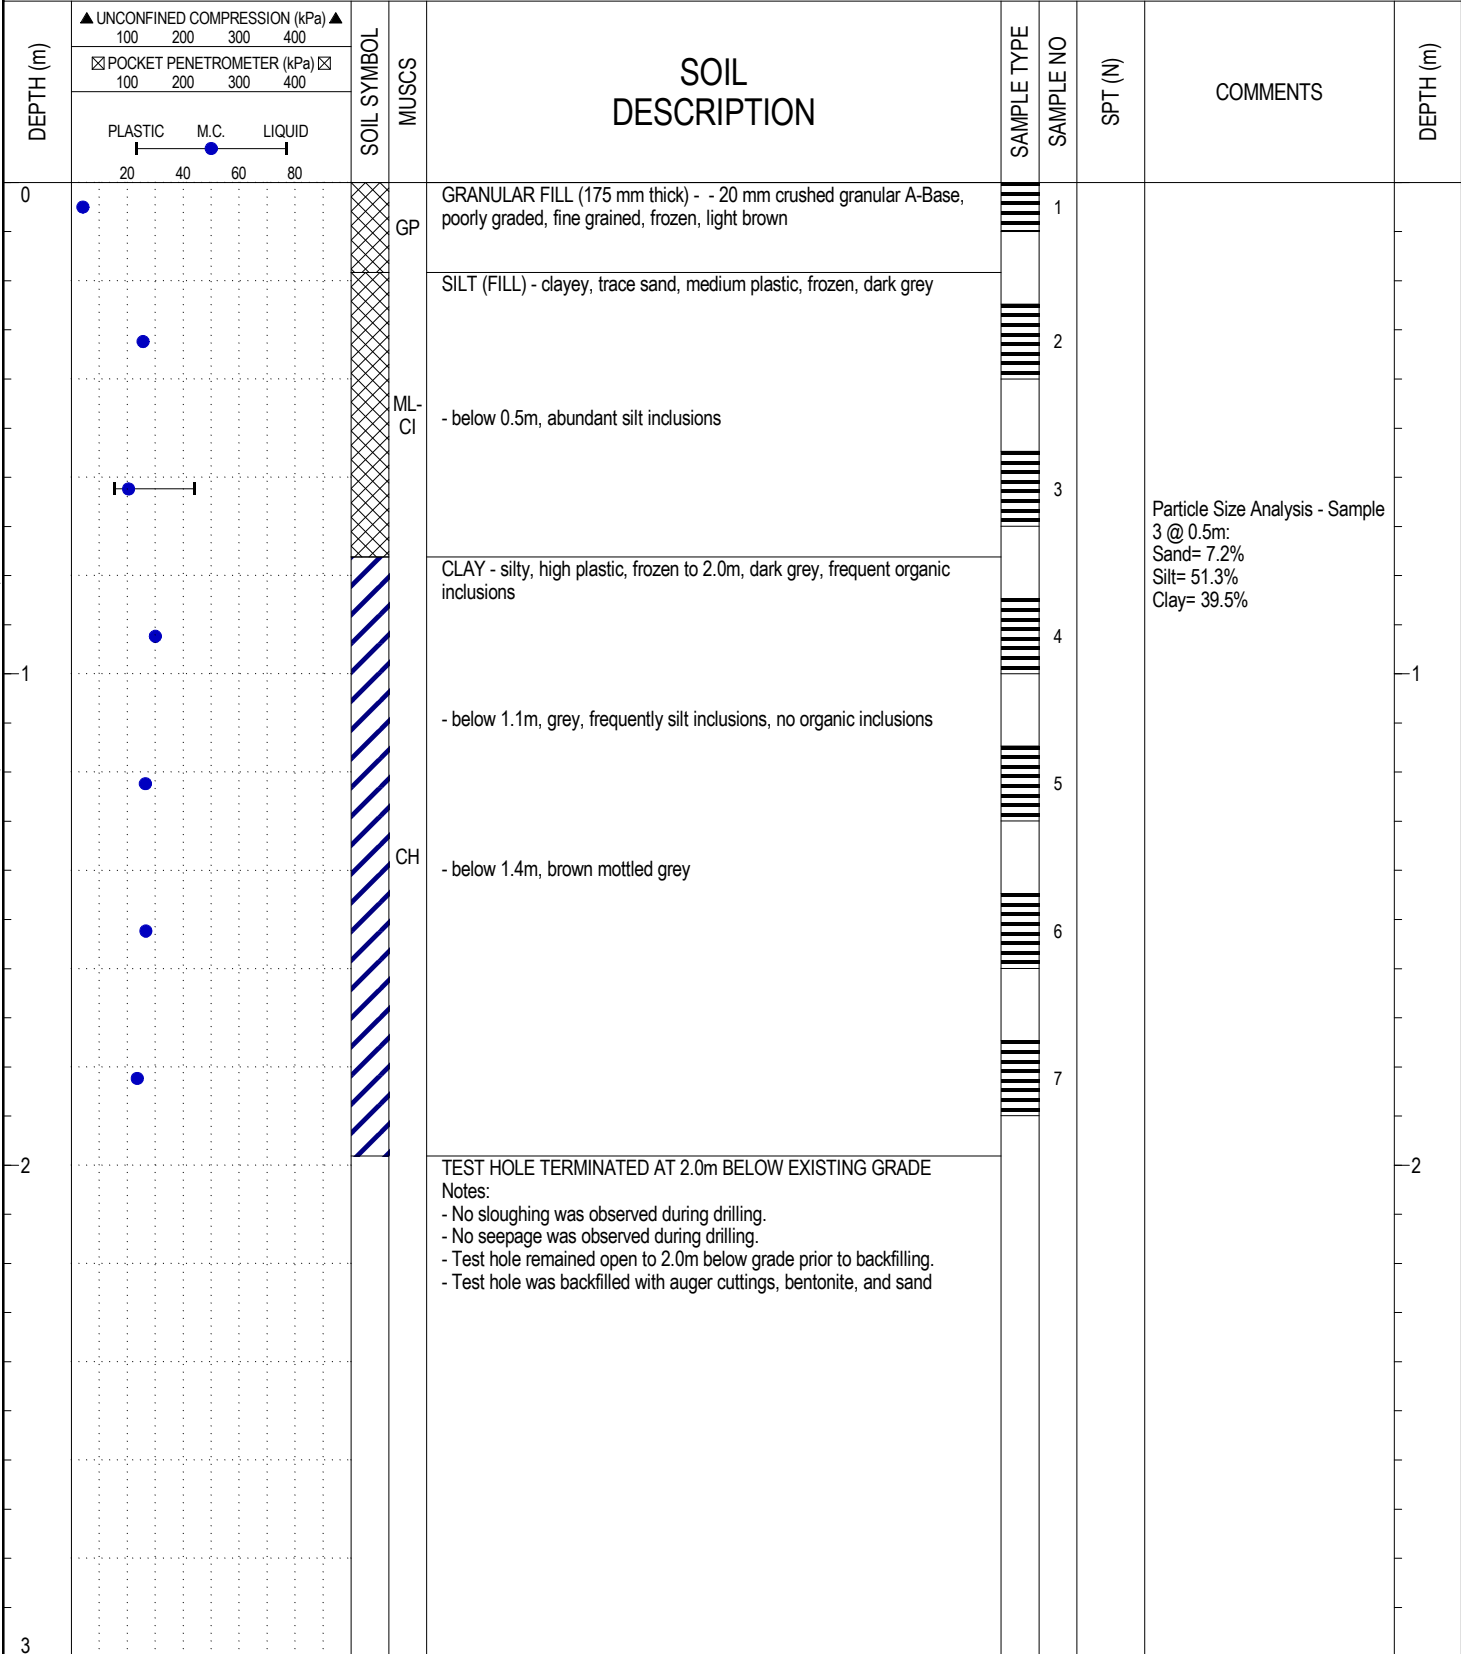 DEPTH (m)
▲ UNCONFINED COMPRESSION (kPa) ▲
100 200 300 400
☒ POCKET PENETROMETER (kPa) ☒
100 200 300 400
PLASTIC M.C. LIQUID
20 40 60 80
SOIL SYMBOL
MUSCS
SOIL
DESCRIPTION
SAMPLE TYPE
SAMPLE NO
SPT (N)
COMMENTS
DEPTH (m)
0
GP
GRANULAR FILL (175 mm thick) - - 20 mm crushed granular A-Base,
poorly graded, fine grained, frozen, light brown
1
SILT (FILL) - clayey, trace sand, medium plastic, frozen, dark grey
2
ML-
CI
- below 0.5m, abundant silt inclusions
3
Particle Size Analysis - Sample
3 @ 0.5m:
Sand= 7.2%
Silt= 51.3%
Clay= 39.5%
CLAY - silty, high plastic, frozen to 2.0m, dark grey, frequent organic
inclusions
4
1
1
- below 1.1m, grey, frequently silt inclusions, no organic inclusions
5
CH
- below 1.4m, brown mottled grey
6
7
2
2
TEST HOLE TERMINATED AT 2.0m BELOW EXISTING GRADE
Notes:
- No sloughing was observed during drilling.
- No seepage was observed during drilling.
- Test hole remained open to 2.0m below grade prior to backfilling.
- Test hole was backfilled with auger cuttings, bentonite, and sand
3